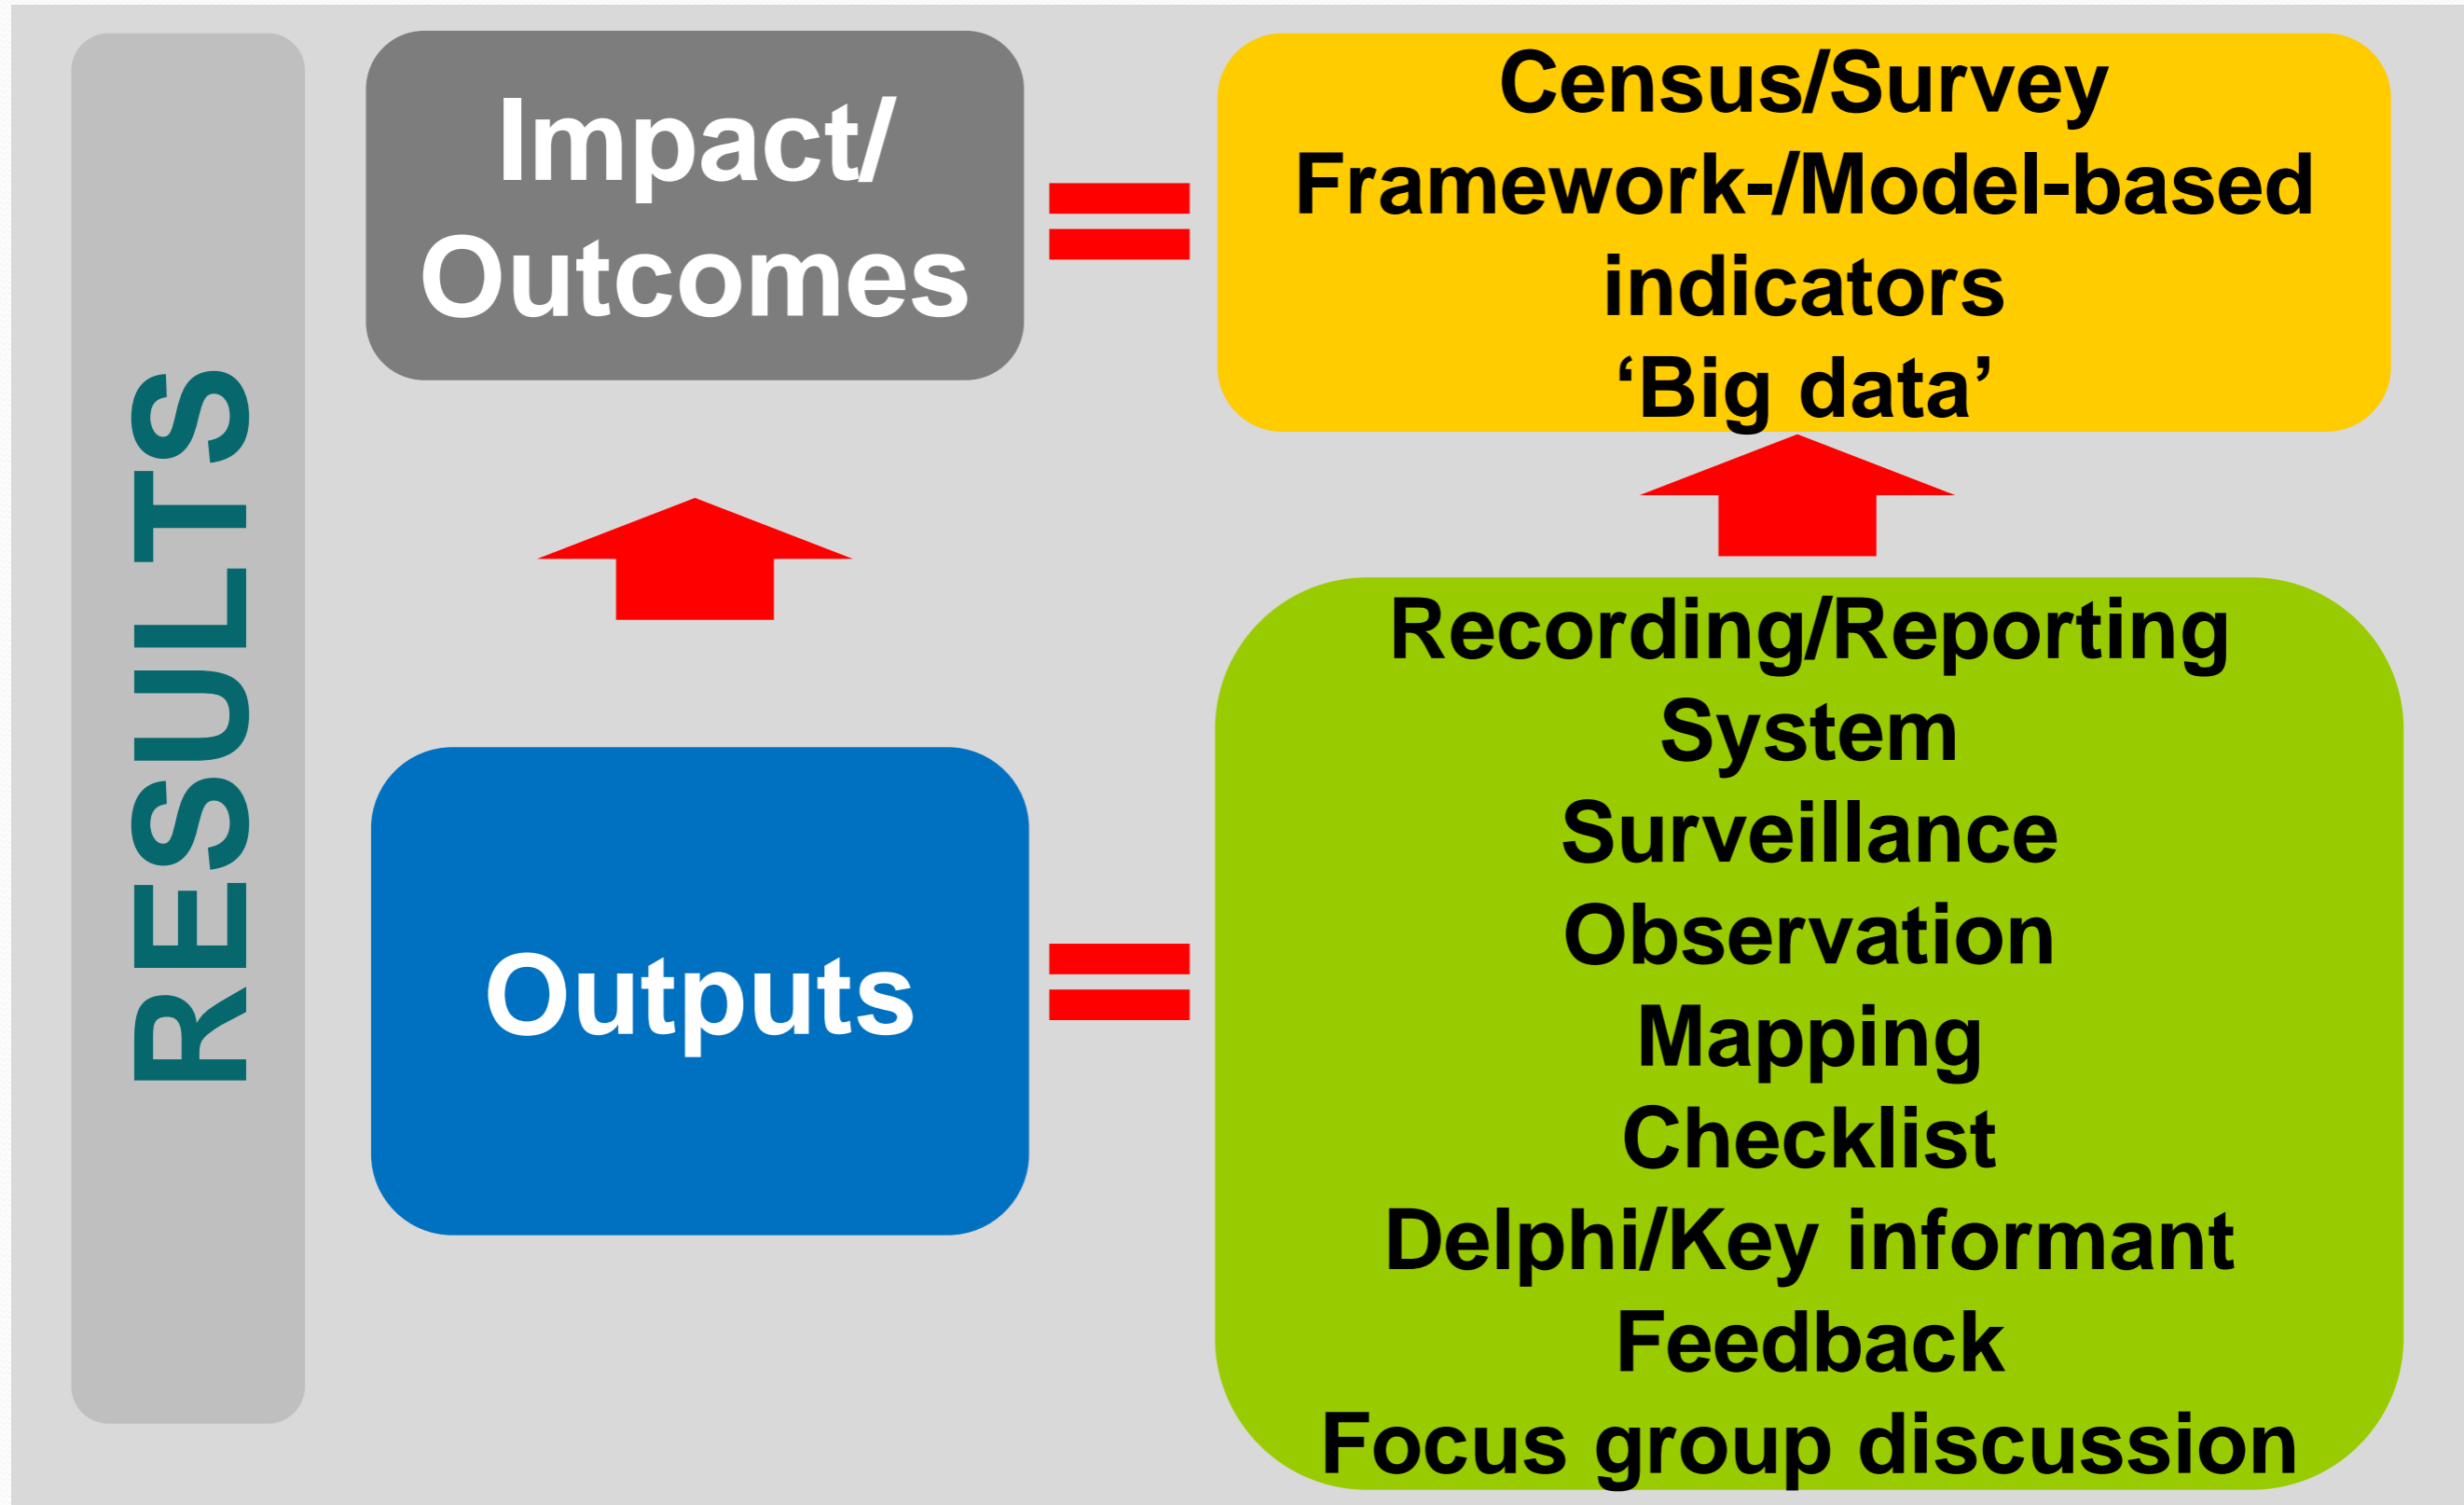 RESULTS
Impact/
Outcomes
Census/Survey
Framework-/Model-based
indicators
‘Big data’
Outputs
Recording/Reporting
System
Surveillance
Observation
Mapping
Checklist
Delphi/Key informant
Feedback
Focus group discussion